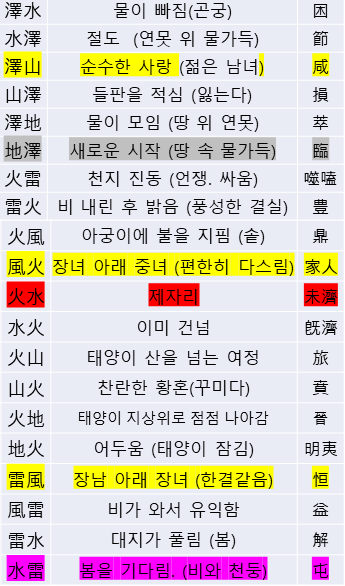 澤水 물이 빠짐(곤궁) 困
水澤 절도 (연못 위 물가득) 節
澤山 순수한 사랑 (젊은 남녀) 咸
山澤 들판을 적심 (잃는다) 損
澤地 물이 모임 (땅 위 연못) 萃
地澤 새로운 시작 (땅 속 물가득) 臨
火雷 천지 진동 (언쟁. 싸움) 噬嗑
雷火 비 내린 후 밝음 (풍성한 결실) 豊
火風 아궁이에 불을 지핌 (솥) 鼎
風火 장녀 아래 중녀 (편한히 다스림) 家人
火水 제자리 未濟
水火 이미 건넘 旣濟
火山 태양이 산을 넘는 여정 旅
山火 찬란한 황혼(꾸미다) 賁
火地 태양이 지상위로 점점 나아감 晉
地火 어두움 (태양이 잠김) 明夷
雷風 장남 아래 장녀 (한결같음) 恒
風雷 비가 와서 유익함 益
雷水 대지가 풀림 (봄) 解
水雷 봄을 기다림. (비와 천둥) 屯